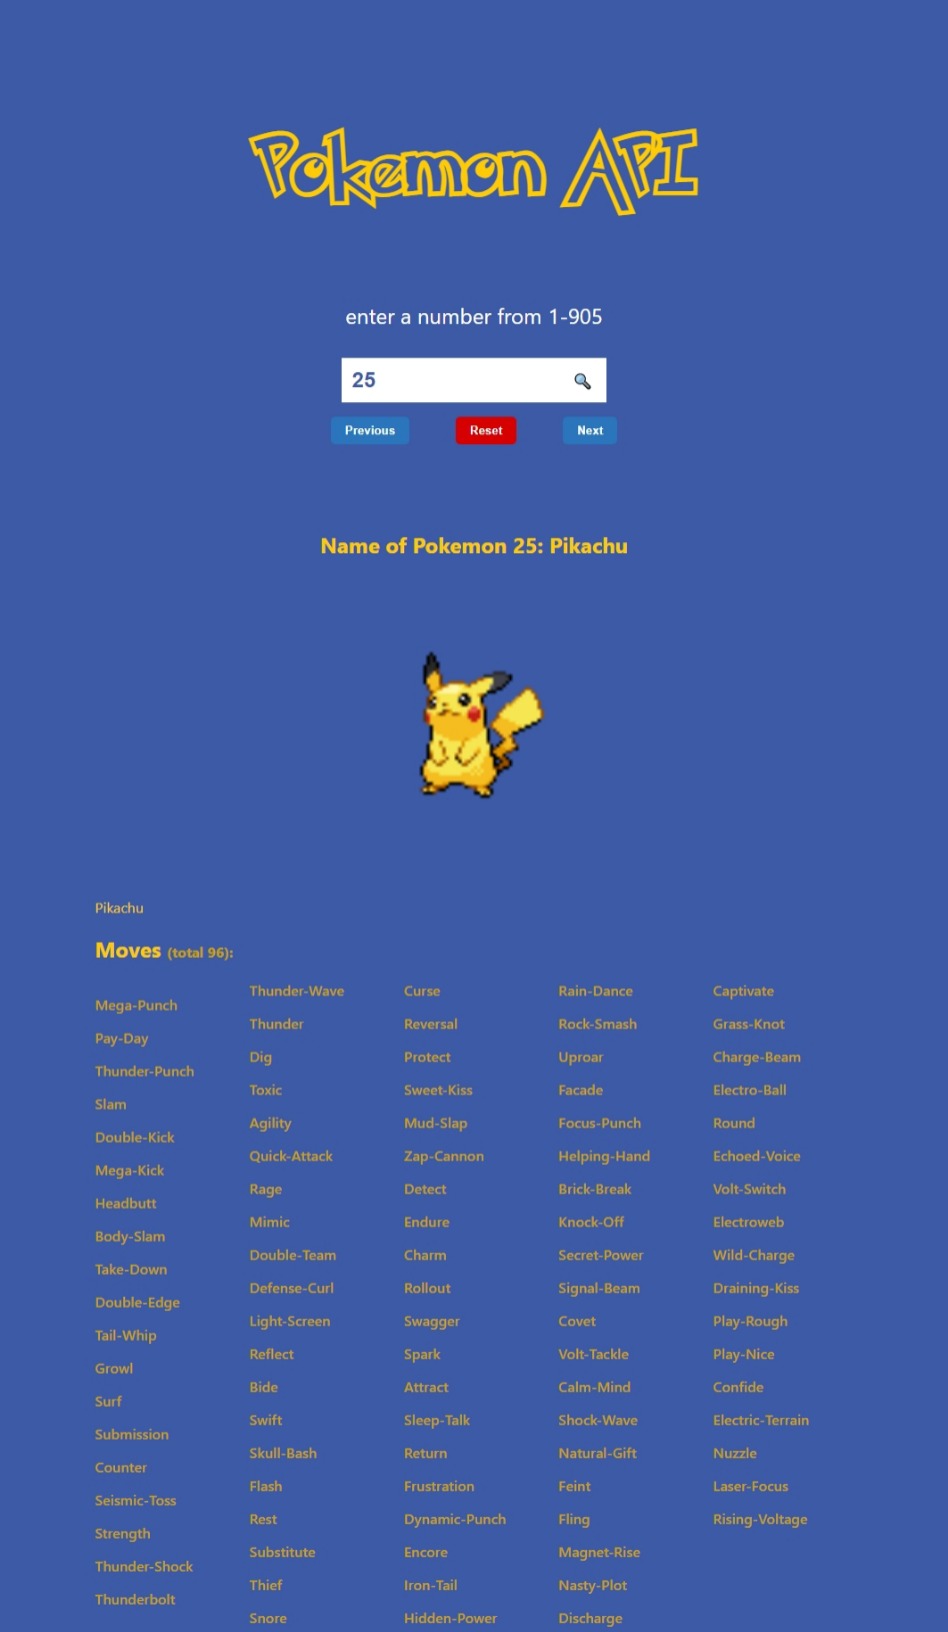 Pokemon API
enter a number from 1-905
25
Previous
Reset
Next
Name of Pokemon 25: Pikachu
Pikachu
Moves (total 96):
Mega-Punch
Pay-Day
Thunder-Punch
Slam
Double-Kick
Mega-Kick
Headbutt
Body-Slam
Take-Down
Double-Edge
Tail-Whip
Growl
Surf
Submission
Counter
Seismic-Toss
Strength
Thunder-Shock
Thunderbolt
Thunder-Wave
Thunder
Dig
Toxic
Agility
Quick-Attack
Rage
Mimic
Double-Team
Defense-Curl
Light-Screen
Reflect
Bide
Swift
Skull-Bash
Flash
Rest
Substitute
Thief
Snore
Curse
Reversal
Protect
Sweet-Kiss
Mud-Slap
Zap-Cannon
Detect
Endure
Charm
Rollout
Swagger
Spark
Attract
Sleep-Talk
Return
Frustration
Dynamic-Punch
Encore
Iron-Tail
Hidden-Power
Rain-Dance
Rock-Smash
Uproar
Facade
Focus-Punch
Helping-Hand
Brick-Break
Knock-Off
Secret-Power
Signal-Beam
Covet
Volt-Tackle
Calm-Mind
Shock-Wave
Natural-Gift
Feint
Fling
Magnet-Rise
Nasty-Plot
Discharge
Captivate
Grass-Knot
Charge-Beam
Electro-Ball
Round
Echoed-Voice
Volt-Switch
Electroweb
Wild-Charge
Draining-Kiss
Play-Rough
Play-Nice
Confide
Electric-Terrain
Nuzzle
Laser-Focus
Rising-Voltage